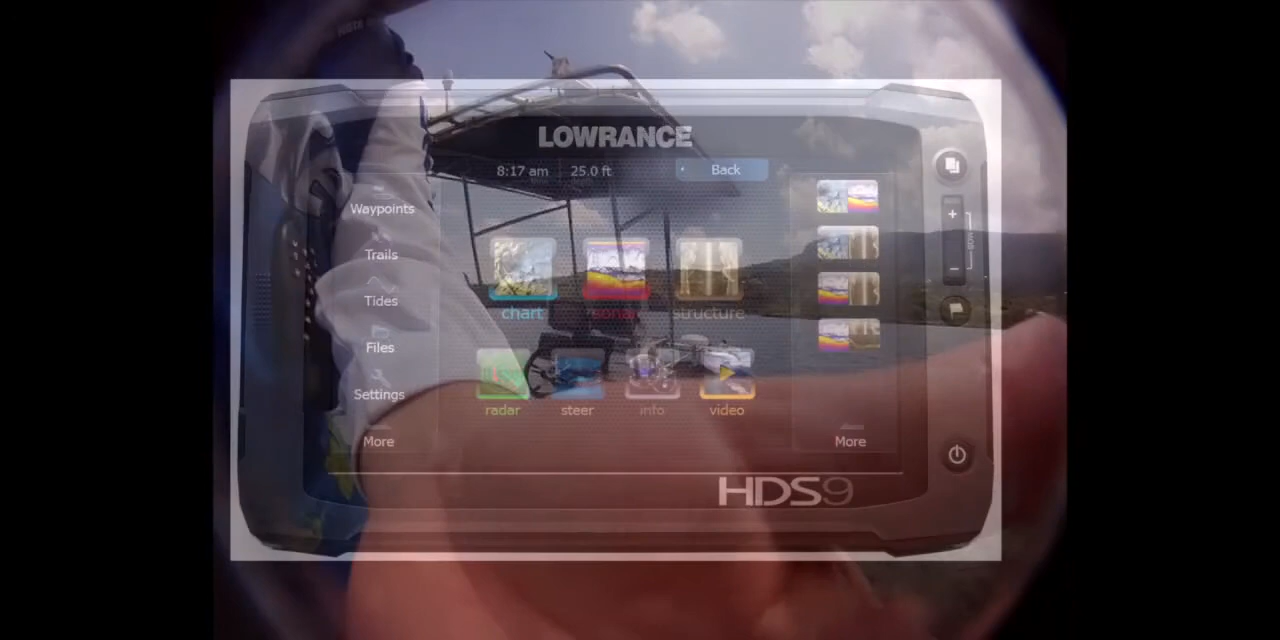 LOWRANCE
8:17 am 25.0 ft Back
Waypoints
Trails
Tides
Files
Settings
More
chart sonar structure
radar steer info video
More
MOB
HDS9